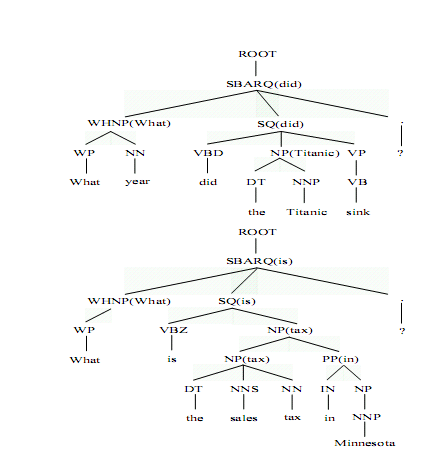 ROOT
SBARQ(did)
WHNP(What) SQ(did) .
WP NN VBD NP(Titanic) VP ?
What year did DT NNP VB
the Titanic sink
ROOT
SBARQ(is)
WHNP(What) SQ(is) .
WP VBZ NP(tax) ?
What is NP(tax) PP(in)
DT NNS NN IN NP
the sales tax in NNP
Minnesota